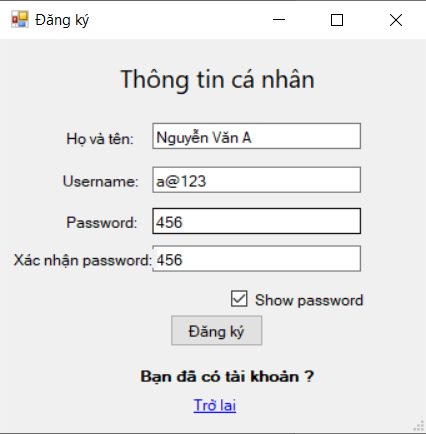 Đăng ký
Thông tin cá nhân
Họ và tên: Nguyễn Văn A
Username: a@123
Password: 456
Xác nhận password: 456
Show password
Đăng ký
Bạn đã có tài khoản ?
Trở lại